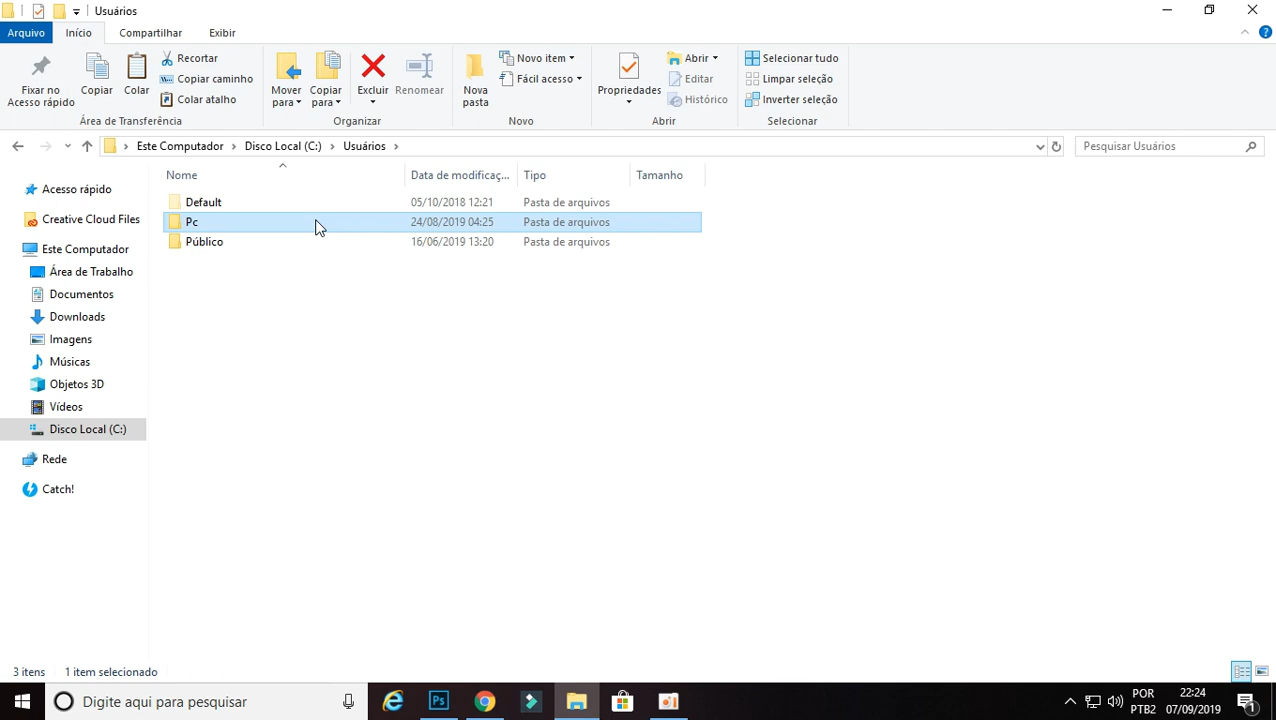 Usuários
Arquivo Início Compartilhar Exibir
Fixar no Acesso rápido
Copiar
Colar
Recortar
Copiar caminho
Colar atalho
Área de Transferência
Mover para
Copiar para
Excluir
Renomear
Organizar
Nova pasta
Novo item
Fácil acesso
Novo
Propriedades
Abrir
Editar
Histórico
Abrir
Selecionar tudo
Limpar seleção
Inverter seleção
Selecionar
Este Computador > Disco Local (C:) > Usuários >
Pesquisar Usuários
Nome Data de modificaç... Tipo Tamanho
Default 05/10/2018 12:21 Pasta de arquivos
Pc 24/08/2019 04:25 Pasta de arquivos
Público 16/06/2019 13:20 Pasta de arquivos
Acesso rápido
Creative Cloud Files
Este Computador
Área de Trabalho
Documentos
Downloads
Imagens
Músicas
Objetos 3D
Vídeos
Disco Local (C:)
Rede
Catch!
3 itens 1 item selecionado
Digite aqui para pesquisar
Ps
POR
PTB2
22:24
07/09/2019
1